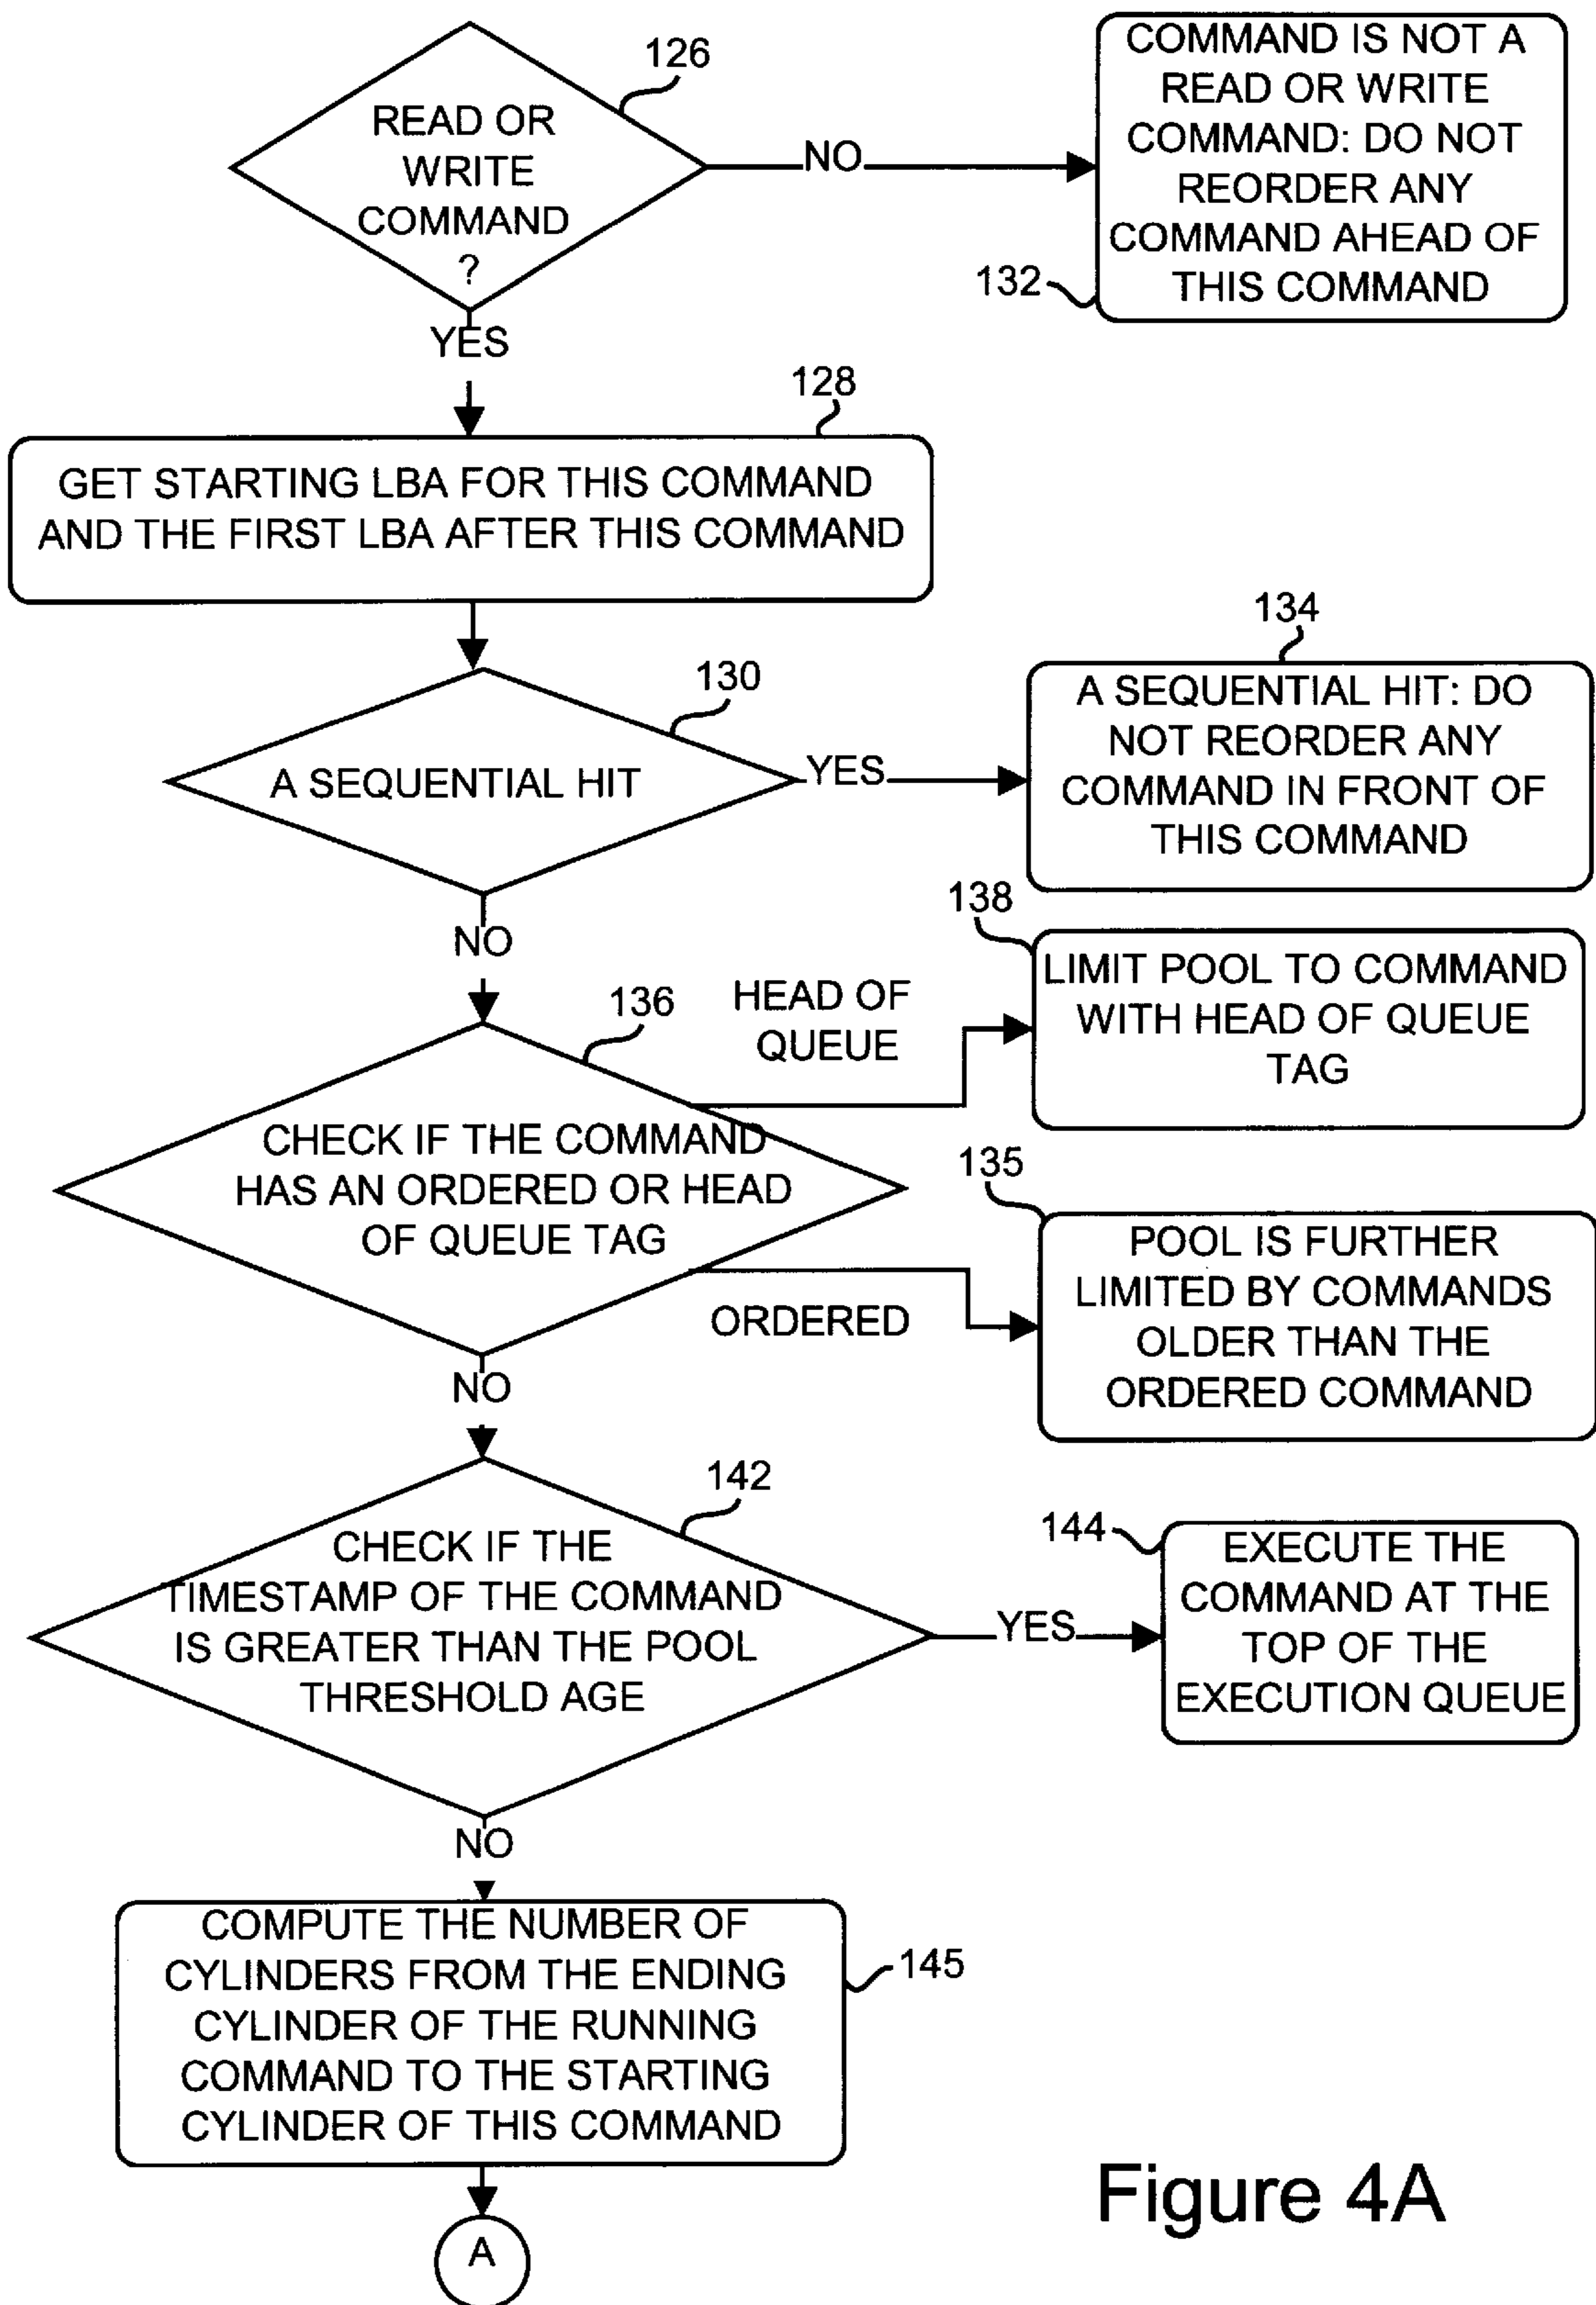 126
READ OR
WRITE
COMMAND
?
NO
COMMAND IS NOT A
READ OR WRITE
COMMAND: DO NOT
REORDER ANY
COMMAND AHEAD OF
THIS COMMAND
132
YES
128
GET STARTING LBA FOR THIS COMMAND
AND THE FIRST LBA AFTER THIS COMMAND
130
A SEQUENTIAL HIT
YES
134
A SEQUENTIAL HIT: DO
NOT REORDER ANY
COMMAND IN FRONT OF
THIS COMMAND
NO
136
HEAD OF
QUEUE
138
LIMIT POOL TO COMMAND
WITH HEAD OF QUEUE
TAG
CHECK IF THE COMMAND
HAS AN ORDERED OR HEAD
OF QUEUE TAG
ORDERED
135
POOL IS FURTHER
LIMITED BY COMMANDS
OLDER THAN THE
ORDERED COMMAND
NO
142
CHECK IF THE
TIMESTAMP OF THE COMMAND
IS GREATER THAN THE POOL
THRESHOLD AGE
YES
144
EXECUTE THE
COMMAND AT THE
TOP OF THE
EXECUTION QUEUE
NO
COMPUTE THE NUMBER OF
CYLINDERS FROM THE ENDING
CYLINDER OF THE RUNNING
COMMAND TO THE STARTING
CYLINDER OF THIS COMMAND
145
A
Figure 4A